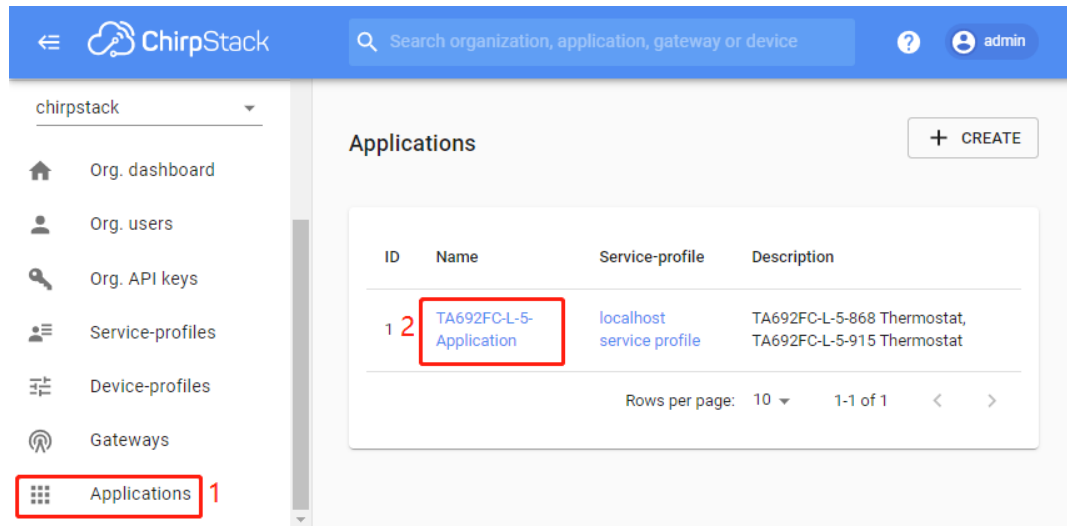 ChirpStack
Search organization, application, gateway or device
?
admin
chirpstack
Org. dashboard
Org. users
Org. API keys
Service-profiles
Device-profiles
Gateways
Applications 1
Applications
+ CREATE
ID Name Service-profile Description
1 2 TA692FC-L-5- localhost TA692FC-L-5-868 Thermostat,
Application service profile TA692FC-L-5-915 Thermostat
Rows per page: 10 1-1 of 1 < >